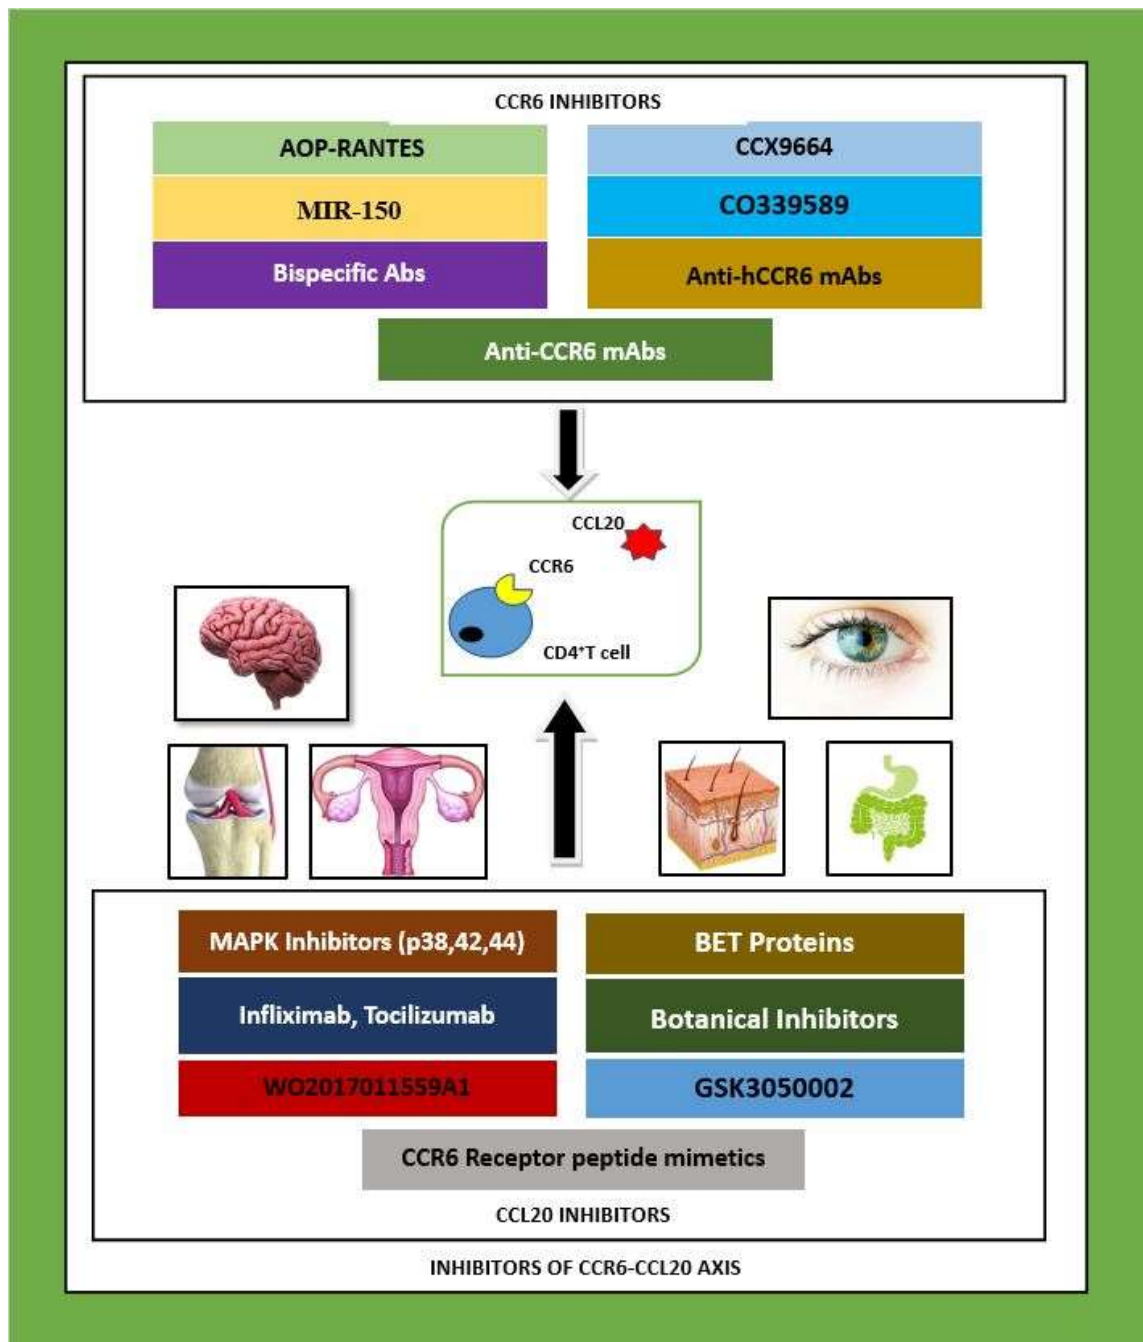 CCR6 INHIBITORS
AOP-RANTES
CCX9664
MIR-150
CO339589
Bispecific Abs
Anti-hCCR6 mAbs
Anti-CCR6 mAbs
CCL20
CCR6
CD4⁺T cell
MAPK Inhibitors (p38,42,44)
BET Proteins
Infliximab, Tocilizumab
Botanical Inhibitors
WO2017011559A1
GSK3050002
CCR6 Receptor peptide mimetics
CCL20 INHIBITORS
INHIBITORS OF CCR6-CCL20 AXIS